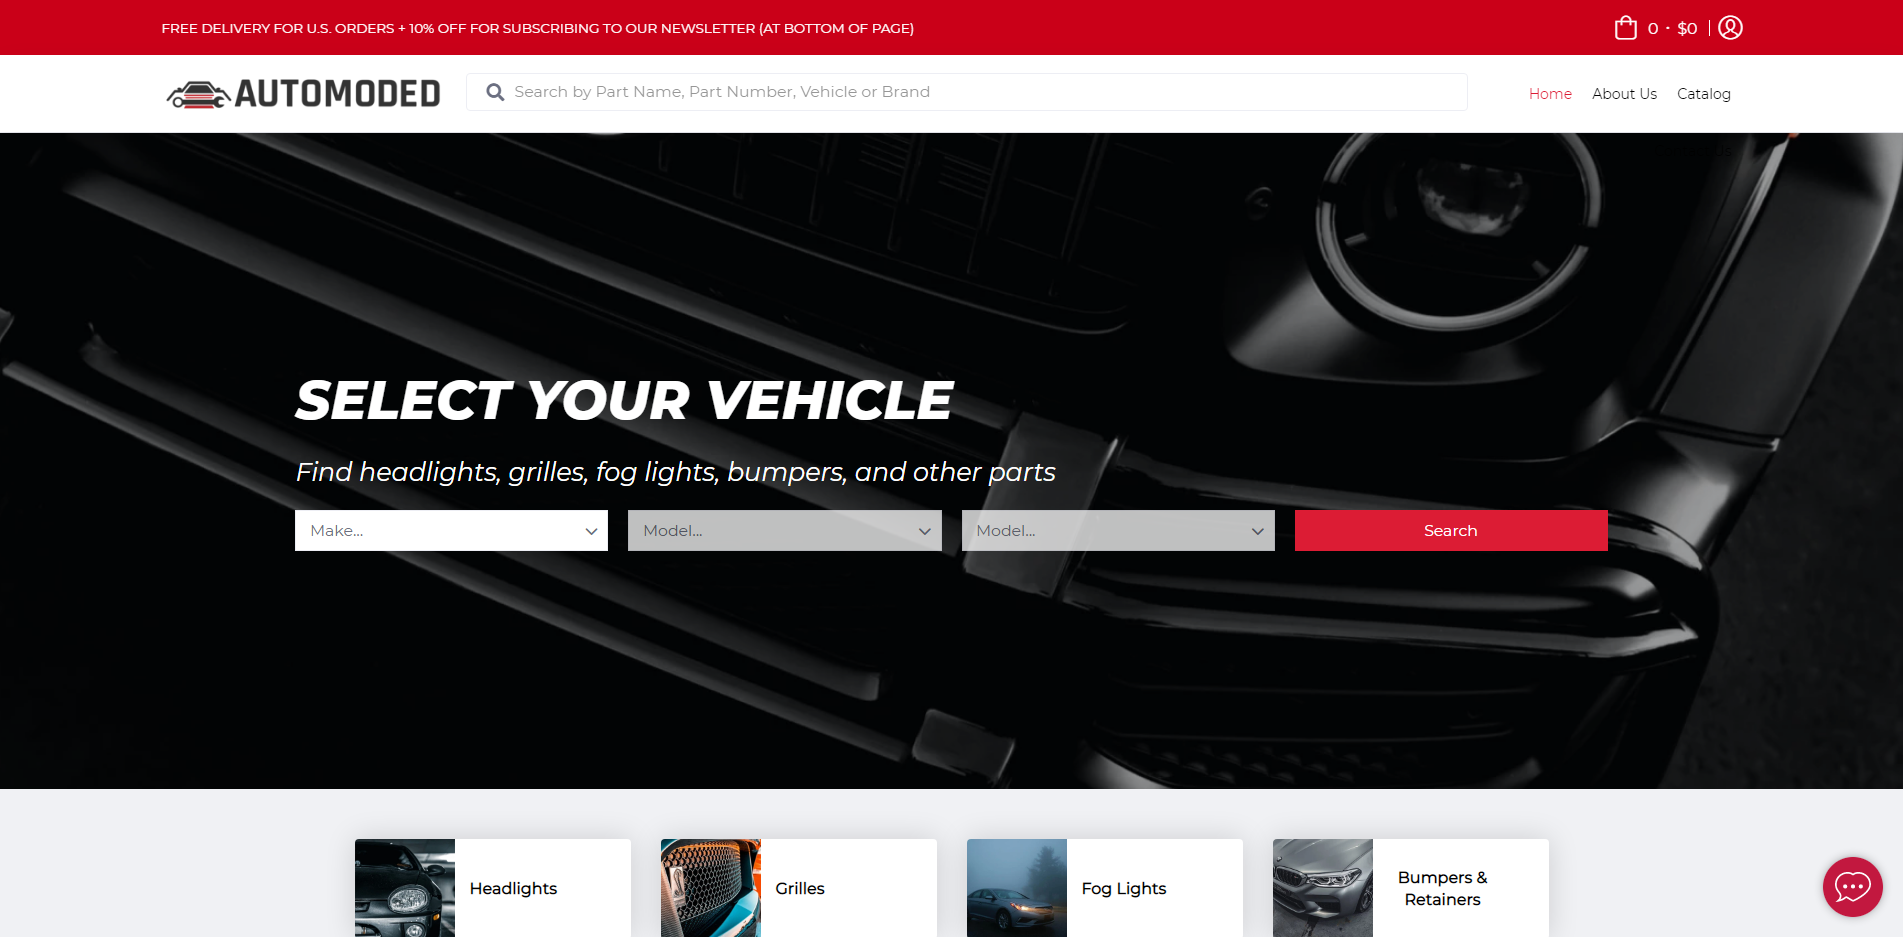 FREE DELIVERY FOR U.S. ORDERS + 10% OFF FOR SUBSCRIBING TO OUR NEWSLETTER (AT BOTTOM OF PAGE)
0 · $0
AUTOMODED
Search by Part Name, Part Number, Vehicle or Brand
Home
About Us
Catalog
SELECT YOUR VEHICLE
Find headlights, grilles, fog lights, bumpers, and other parts
Make...
Model...
Model...
Search
Headlights
Grilles
Fog Lights
Bumpers &
Retainers